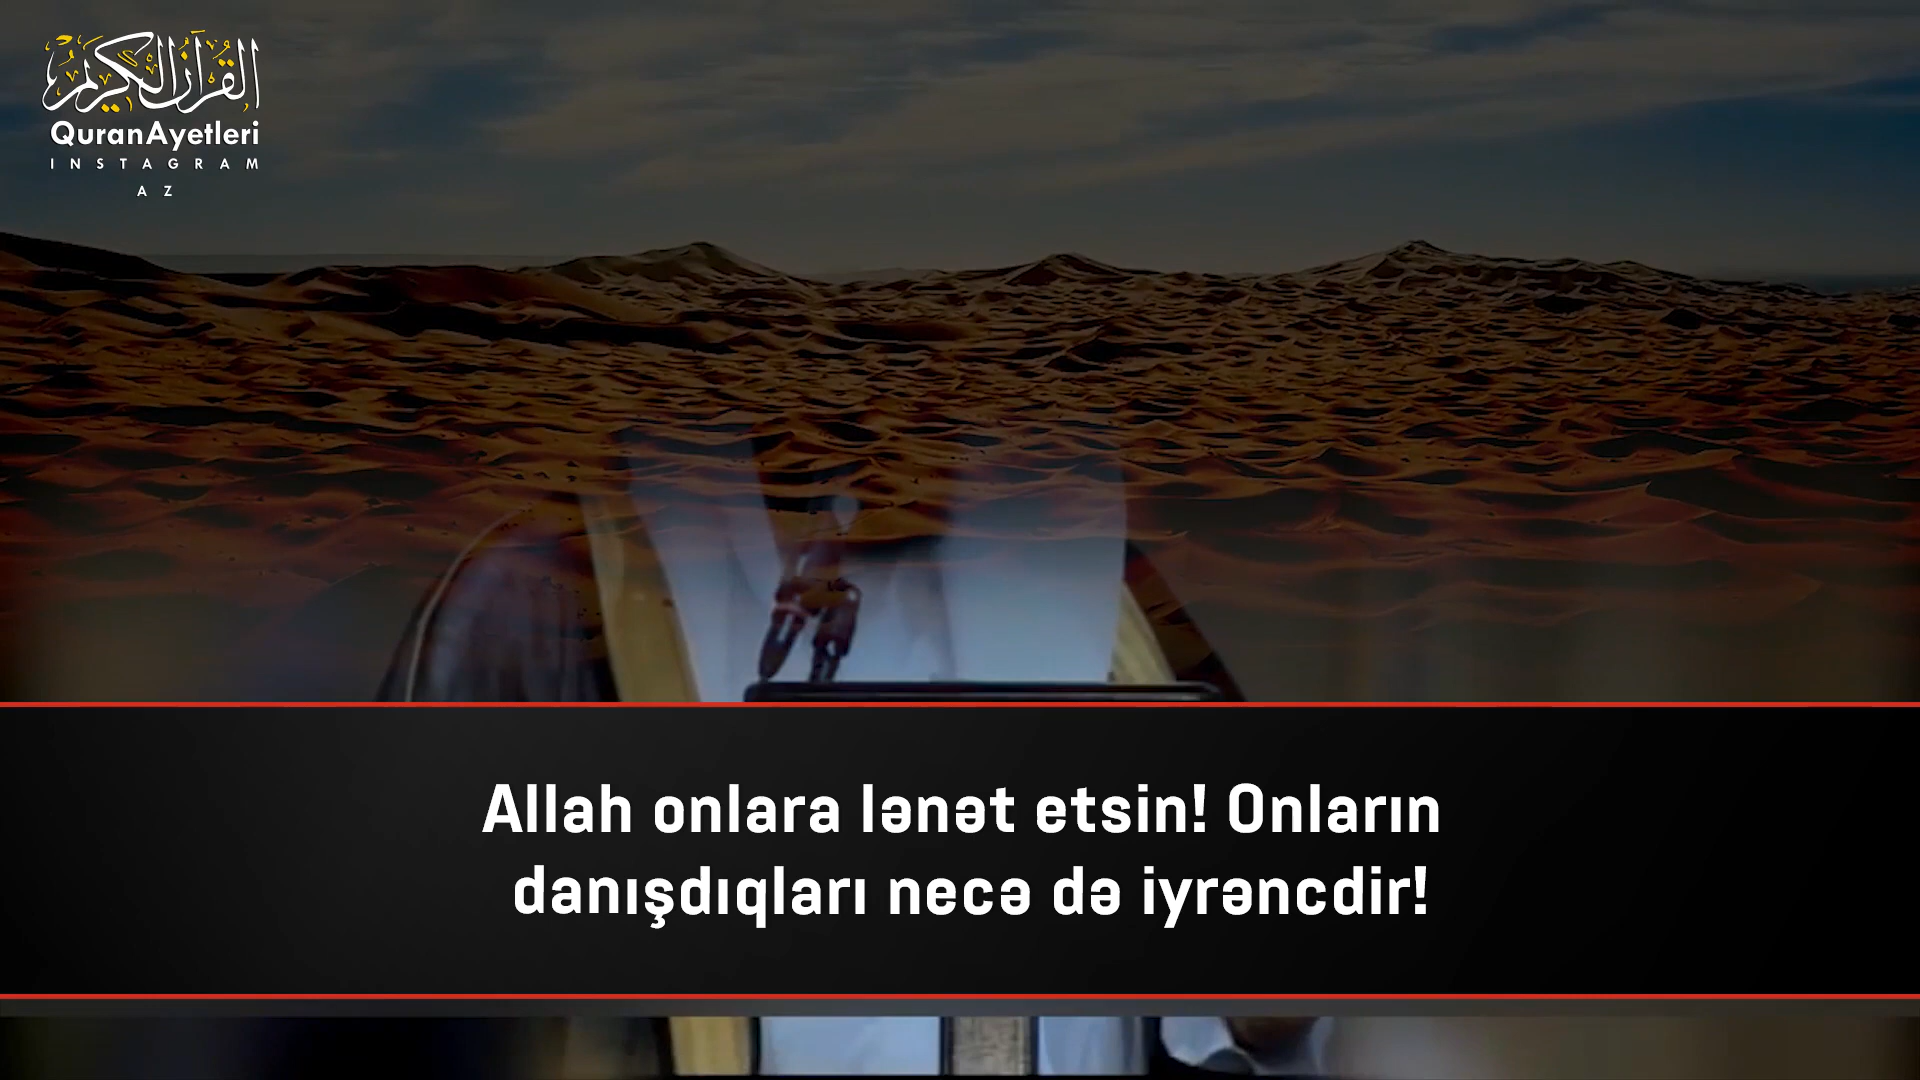 القرآن الكريم
QuranAyetleri
INSTAGRAM
AZ
Allah onlara lənət etsin! Onların
danışdıqları necə də iyrəncdir!